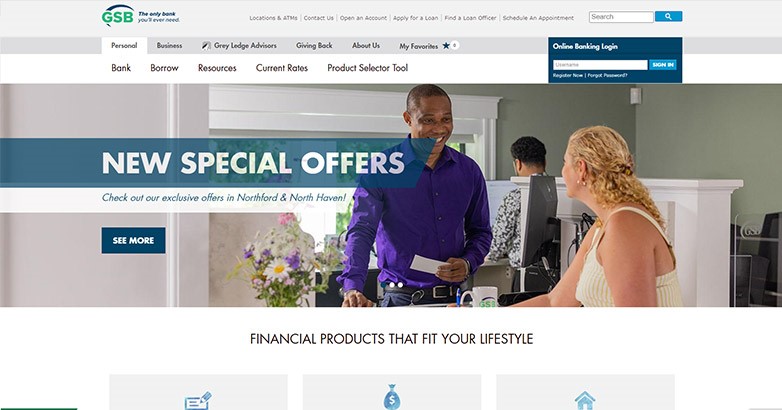 GSB The only bank
you'll ever need.
Locations & ATMs | Contact Us | Open an Account | Apply for a Loan | Find a Loan Officer | Schedule An Appointment
Search
Personal Business Grey Ledge Advisors Giving Back About Us My Favorites 0
Online Banking Login
Username SIGN IN
Register Now | Forgot Password?
Bank Borrow Resources Current Rates Product Selector Tool
NEW SPECIAL OFFERS
Check out our exclusive offers in Northford & North Haven!
SEE MORE
GSB
GSB
FINANCIAL PRODUCTS THAT FIT YOUR LIFESTYLE
$